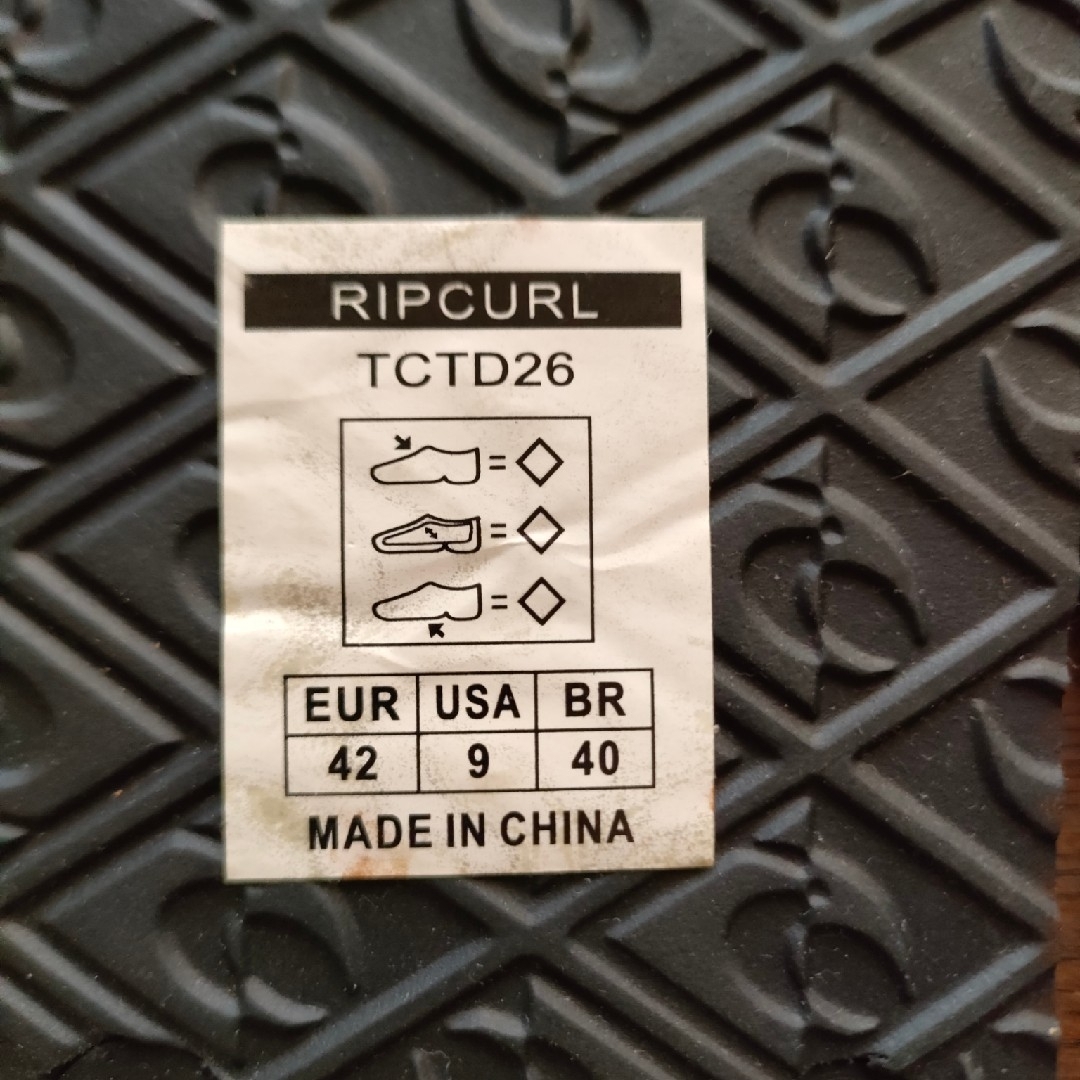 RIPCURL
TCTD26
=
=
=
EUR USA BR
42 9 40
MADE IN CHINA